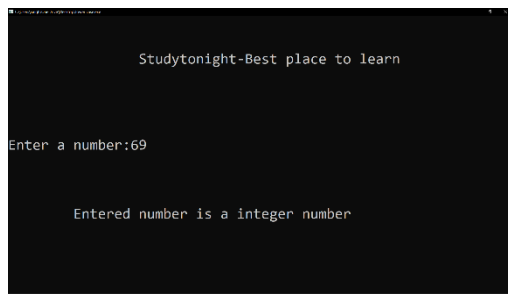 Studytonight-Best place to learn
Enter a number:69
Entered number is a integer number